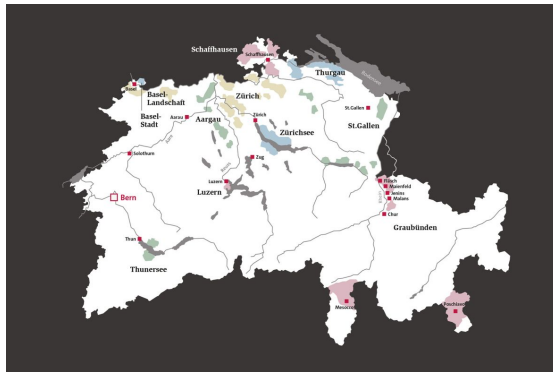 Schaffhausen
Schaffhausen
Bodensee
Thurgau
Basel
Basel-
Landschaft
Zürich
Basel-
Stadt
Aarau
Aargau
Zürich
St.Gallen
Zürichsee
St.Gallen
Solothurn
Zug
Luzern
Luzern
Fläsch
Maienfeld
Jenins
Malans
Bern
Chur
Graubünden
Thun
Thunersee
Mesocco
Poschiavo